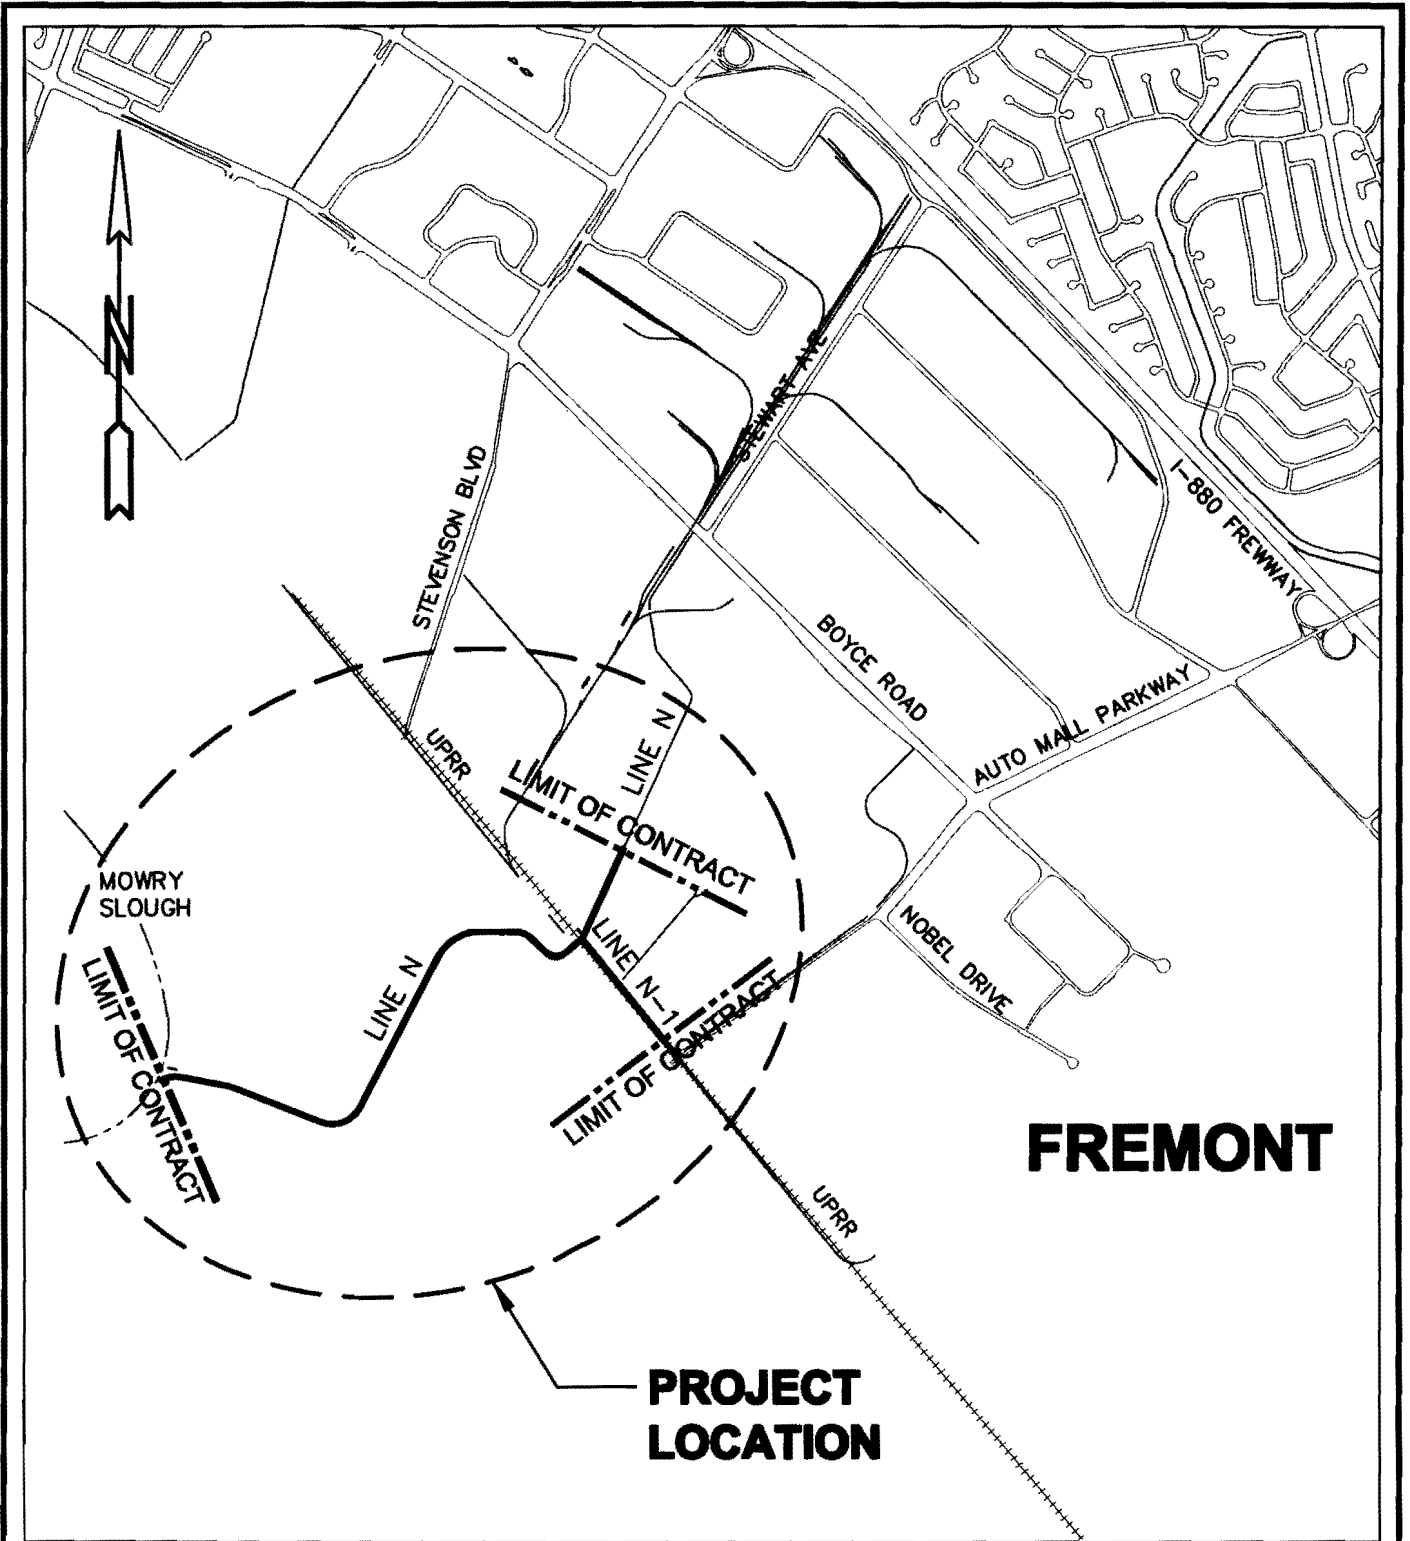 N
STEWART AVE
STEVENSON BLVD
I-880 FREWWAY
BOYCE ROAD
AUTO MALL PARKWAY
UPRR
LINE N
LIMIT OF CONTRACT
MOWRY
SLOUGH
NOBEL DRIVE
LINE N-1
LINE N
LIMIT OF CONTRACT
LIMIT OF CONTRACT
FREMONT
UPRR
PROJECT
LOCATION